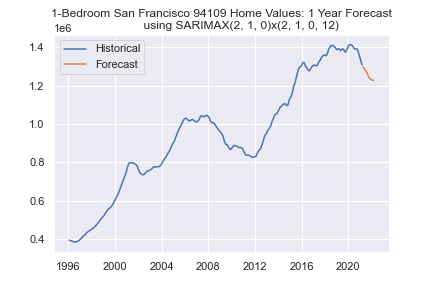 1-Bedroom San Francisco 94109 Home Values: 1 Year Forecast
using SARIMAX(2, 1, 0)x(2, 1, 0, 12)
1e6
Historical
Forecast
1.4
1.2
1.0
0.8
0.6
0.4
1996 2000 2004 2008 2012 2016 2020